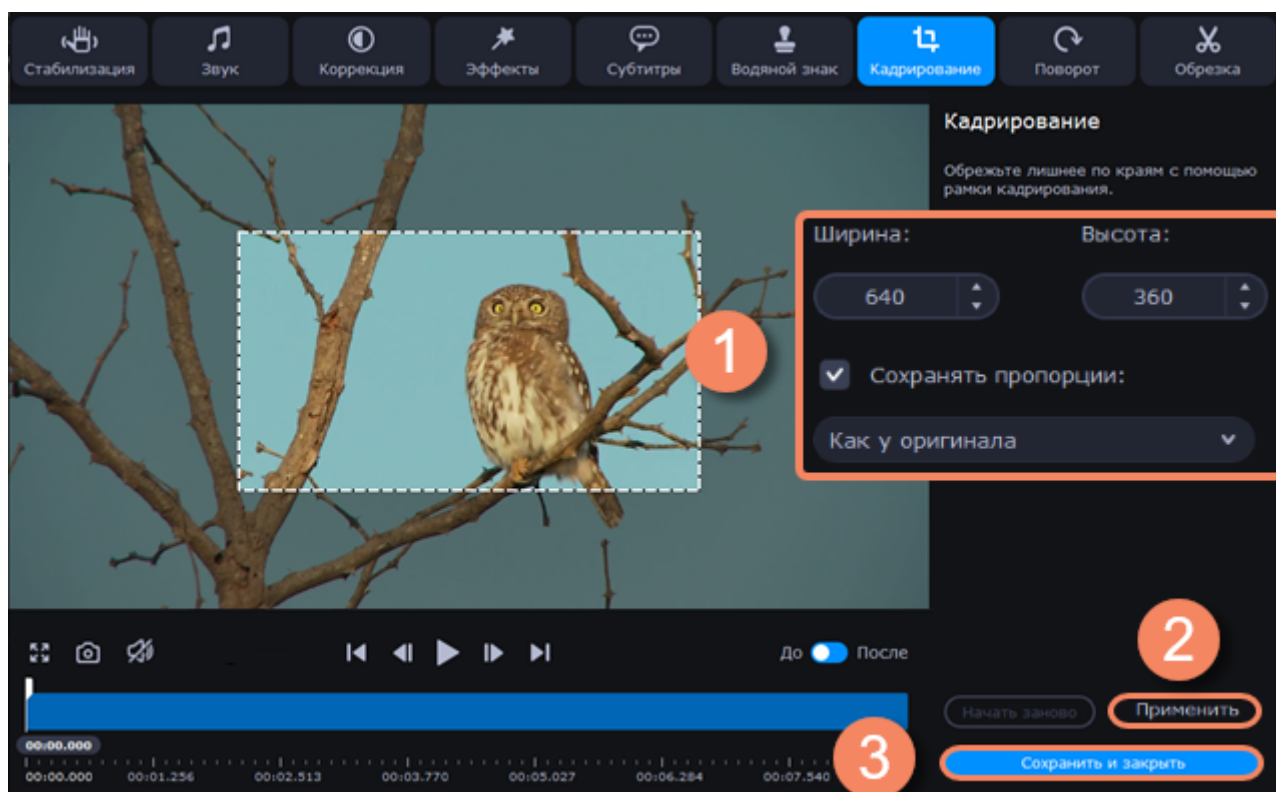 Стабилизация
Звук
Коррекция
Эффекты
Субтитры
Водяной знак
Кадрирование
Поворот
Обрезка
Кадрирование
Обрежьте лишнее по краям с помощью
рамки кадрирования.
Ширина: Высота:
640 360
1
Сохранять пропорции:
Как у оригинала
До После
2
Начать заново Применить
00:00.000
3
Сохранить и закрыть
00:00.000 00:01.256 00:02.513 00:03.770 00:05.027 00:06.284 00:07.540